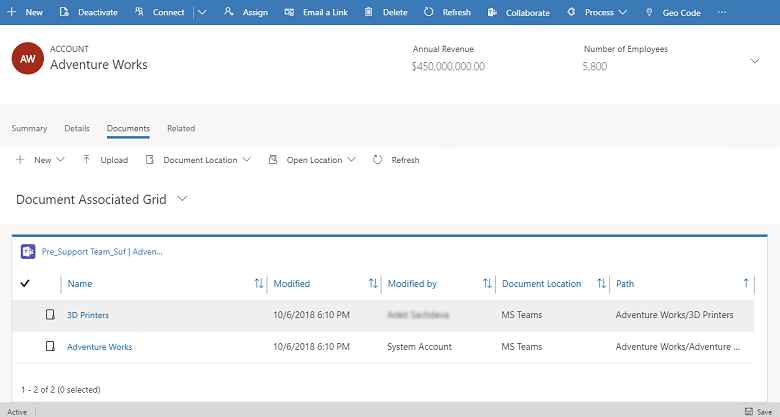 New Deactivate Connect Assign Email a Link Delete Refresh Collaborate Process Geo Code ...
AW
ACCOUNT
Adventure Works
Annual Revenue
$450,000,000.00
Number of Employees
5,800
Summary Details Documents Related
New Upload Document Location Open Location Refresh
Document Associated Grid
Pre_Support Team_Suf | Adven...
Name Modified Modified by Document Location Path
3D Printers 10/6/2018 6:10 PM MS Teams Adventure Works/3D Printers
Adventure Works 10/6/2018 6:10 PM System Account MS Teams Adventure Works/Adventure ...
1 - 2 of 2 (0 selected)
Active Save